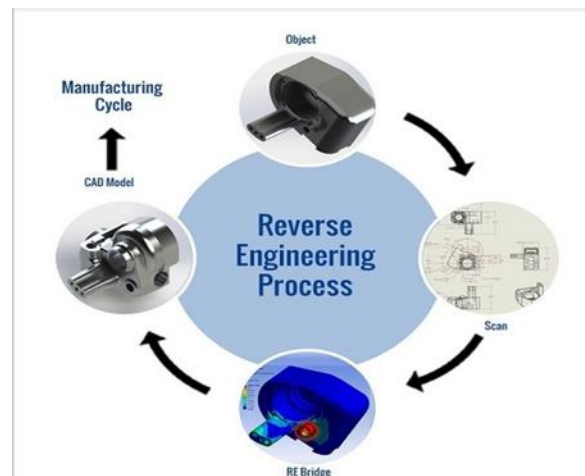 Object
Manufacturing
Cycle
CAD Model
Reverse
Engineering
Process
Scan
RE Bridge